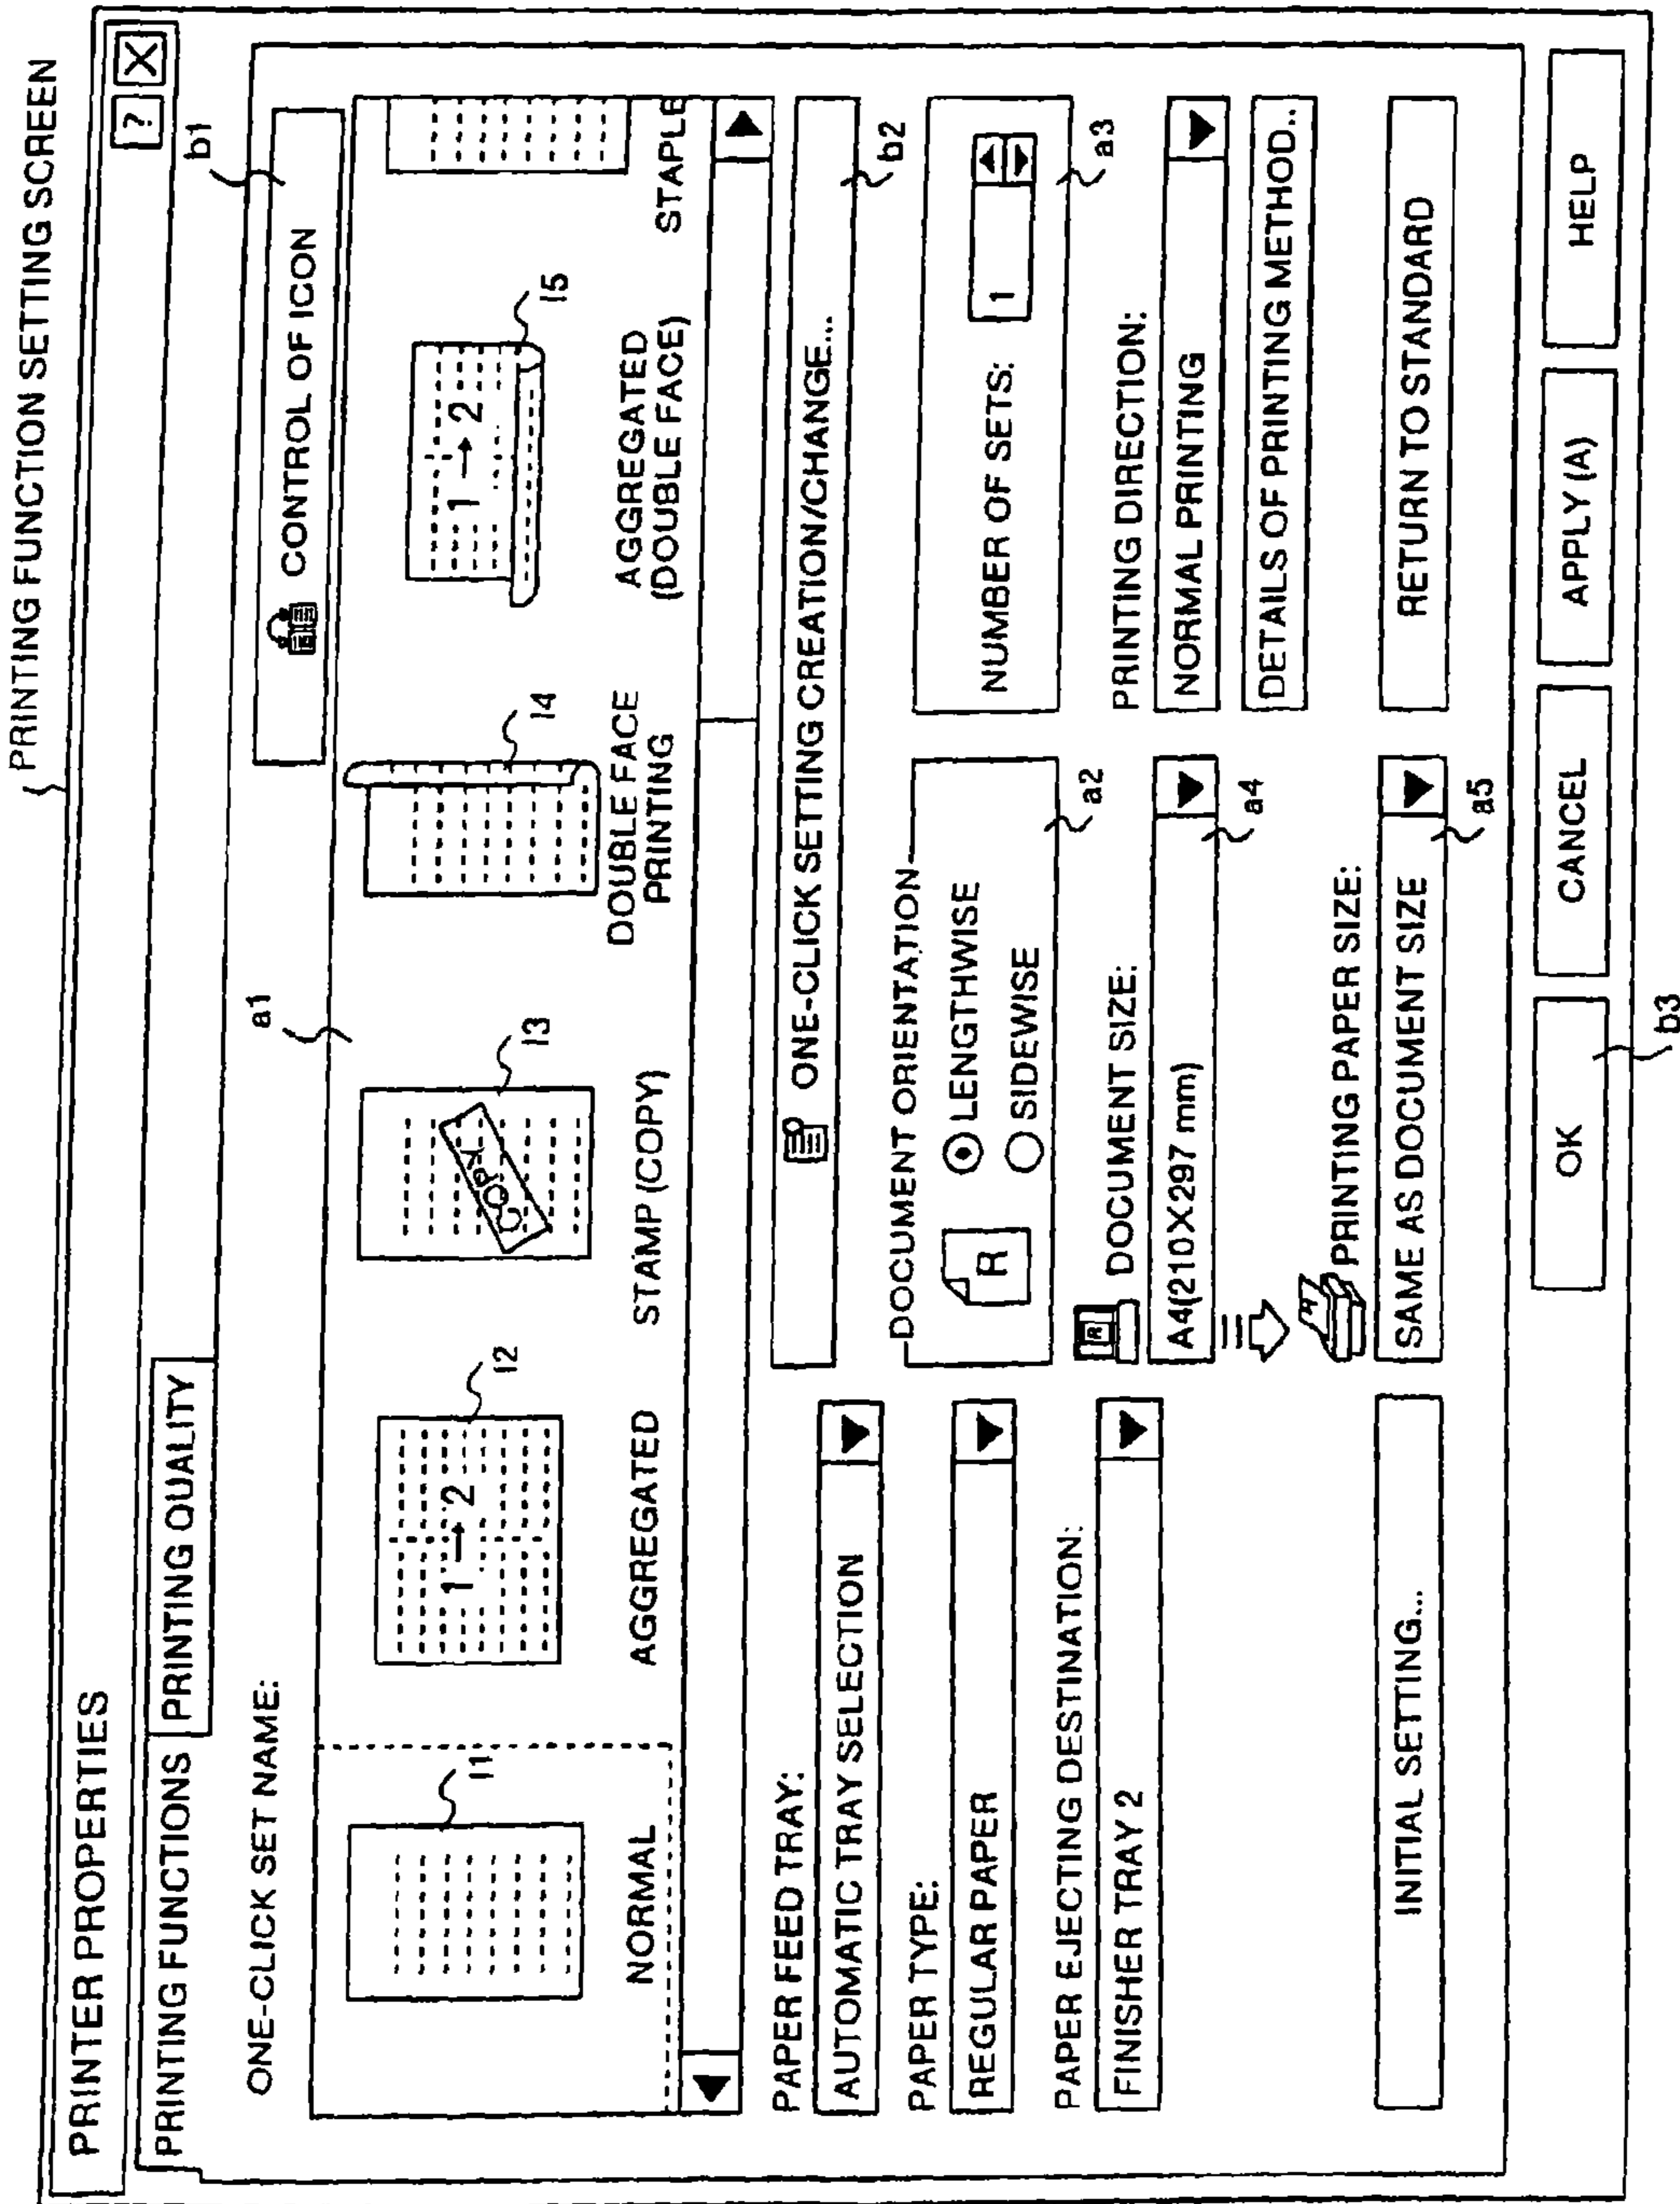 PRINTING FUNCTION SETTING SCREEN
PRINTER PROPERTIES
?
X
PRINTING FUNCTIONS
PRINTING QUALITY
b1
ONE-CLICK SET NAME:
a1
CONTROL OF ICON
I1
NORMAL
1→2
I2
AGGREGATED
COPY
I3
STAMP (COPY)
I4
DOUBLE FACE
PRINTING
1→2
I5
AGGREGATED
(DOUBLE FACE)
STAPLE
PAPER FEED TRAY:
AUTOMATIC TRAY SELECTION
ONE-CLICK SETTING CREATION/CHANGE...
b2
PAPER TYPE:
REGULAR PAPER
DOCUMENT ORIENTATION
R
LENGTHWISE
SIDEWISE
a2
NUMBER OF SETS:
1
a3
PAPER EJECTING DESTINATION:
FINISHER TRAY 2
R
DOCUMENT SIZE:
A4(210X297 mm)
a4
PRINTING DIRECTION:
NORMAL PRINTING
DETAILS OF PRINTING METHOD...
PRINTING PAPER SIZE:
SAME AS DOCUMENT SIZE
a5
INITIAL SETTING...
RETURN TO STANDARD
OK
CANCEL
APPLY (A)
HELP
b3